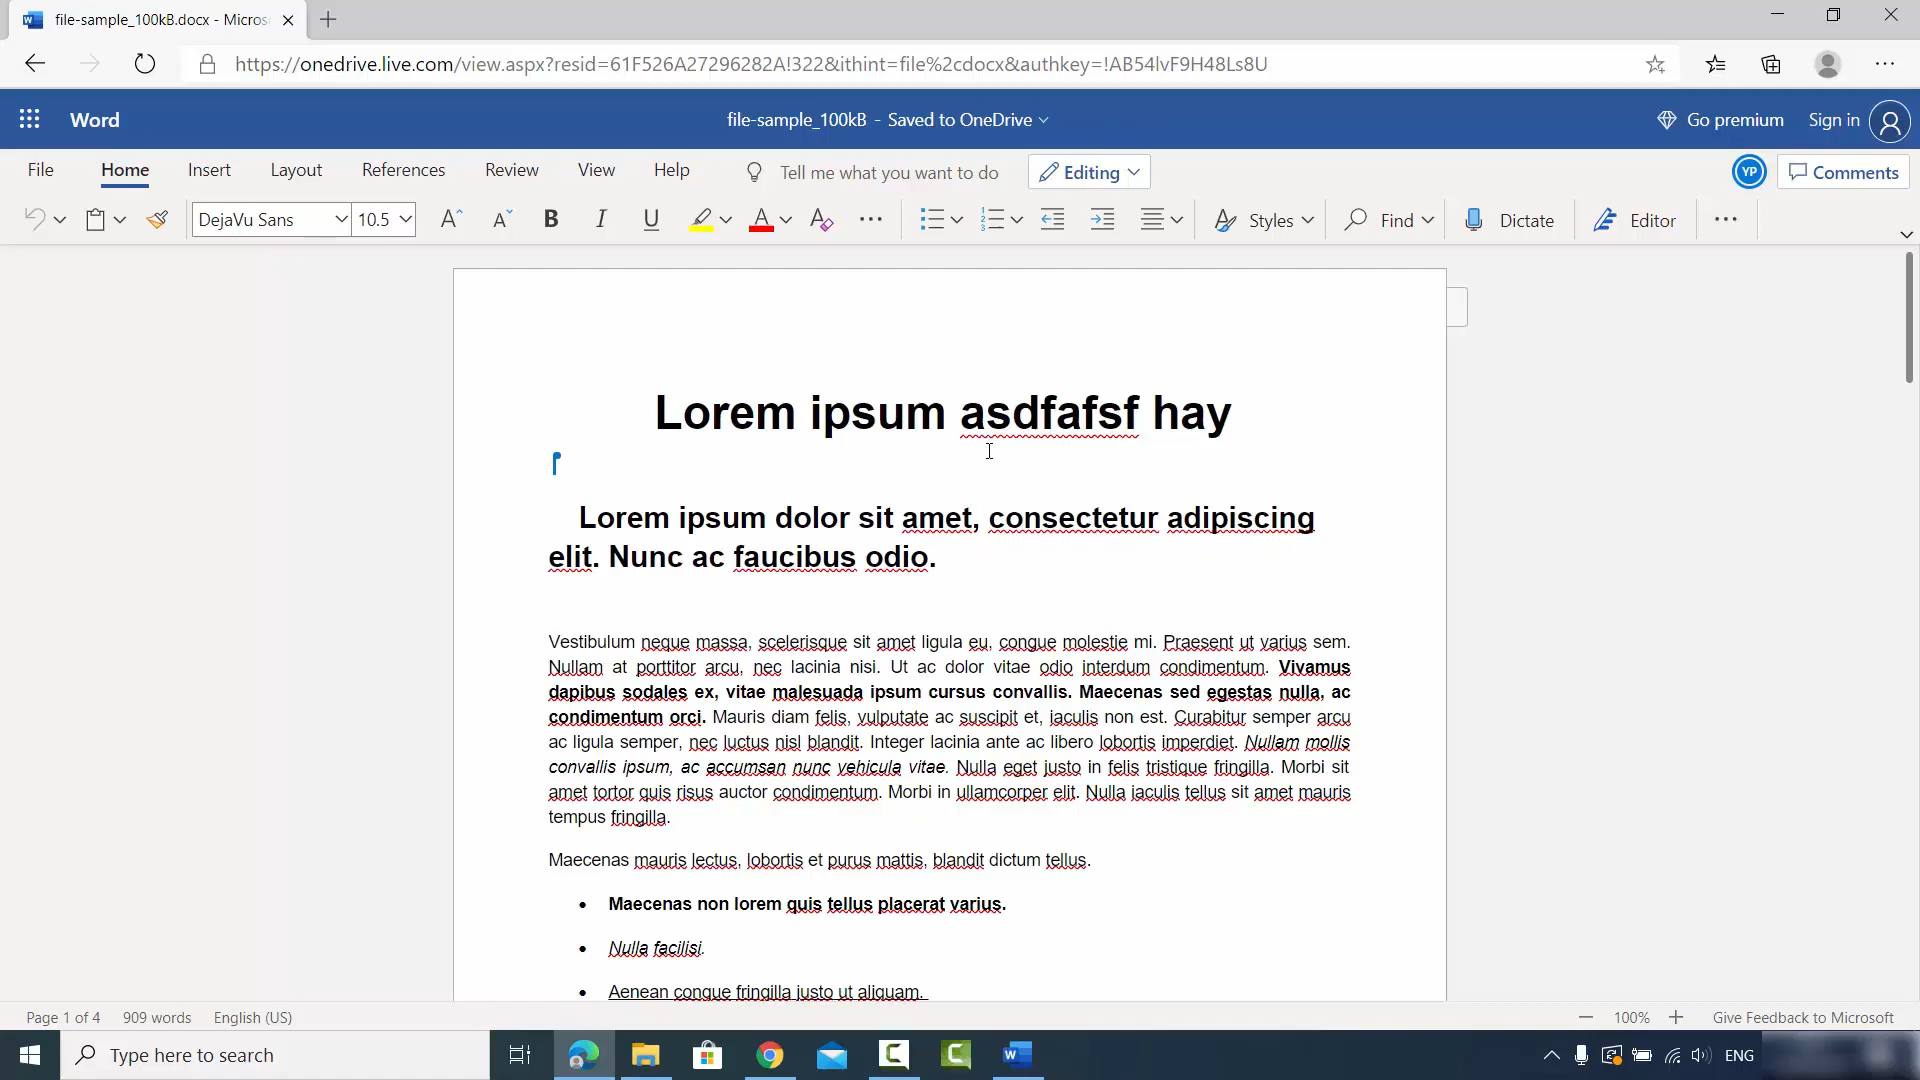 file-sample_100kB.docx - Micros
https://onedrive.live.com/view.aspx?resid=61F526A27296282A!322&ithint=file%2cdocx&authkey=!AB54lvF9H48Ls8U
Word
file-sample_100kB - Saved to OneDrive
Go premium
Sign in
File Home Insert Layout References Review View Help
Tell me what you want to do
Editing
YP
Comments
DejaVu Sans
10.5
Styles
Find
Dictate
Editor
Lorem ipsum asdfafsf hay
Lorem ipsum dolor sit amet, consectetur adipiscing
elit. Nunc ac faucibus odio.
Vestibulum neque massa, scelerisque sit amet ligula eu, congue molestie mi. Praesent ut varius sem.
Nullam at porttitor arcu, nec lacinia nisi. Ut ac dolor vitae odio interdum condimentum. Vivamus
dapibus sodales ex, vitae malesuada ipsum cursus convallis. Maecenas sed egestas nulla, ac
condimentum orci. Mauris diam felis, vulputate ac suscipit et, iaculis non est. Curabitur semper arcu
ac ligula semper, nec luctus nisl blandit. Integer lacinia ante ac libero lobortis imperdiet. Nullam mollis
convallis ipsum, ac accumsan nunc vehicula vitae. Nulla eget justo in felis tristique fringilla. Morbi sit
amet tortor quis risus auctor condimentum. Morbi in ullamcorper elit. Nulla iaculis tellus sit amet mauris
tempus fringilla.
Maecenas mauris lectus, lobortis et purus mattis, blandit dictum tellus.
• Maecenas non lorem quis tellus placerat varius.
• Nulla facilisi.
• Aenean congue fringilla justo ut aliquam.
Page 1 of 4 909 words English (US)
100%
Give Feedback to Microsoft
Type here to search
ENG